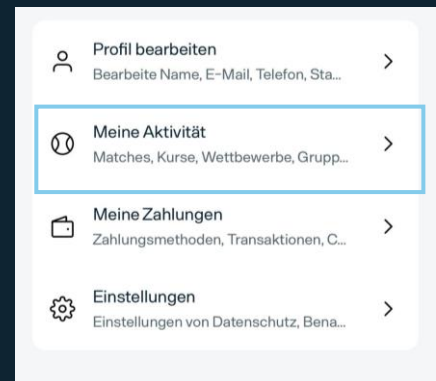 Profil bearbeiten
Bearbeite Name, E-Mail, Telefon, Sta...
Meine Aktivität
Matches, Kurse, Wettbewerbe, Grupp...
Meine Zahlungen
Zahlungsmethoden, Transaktionen, C...
Einstellungen
Einstellungen von Datenschutz, Bena...